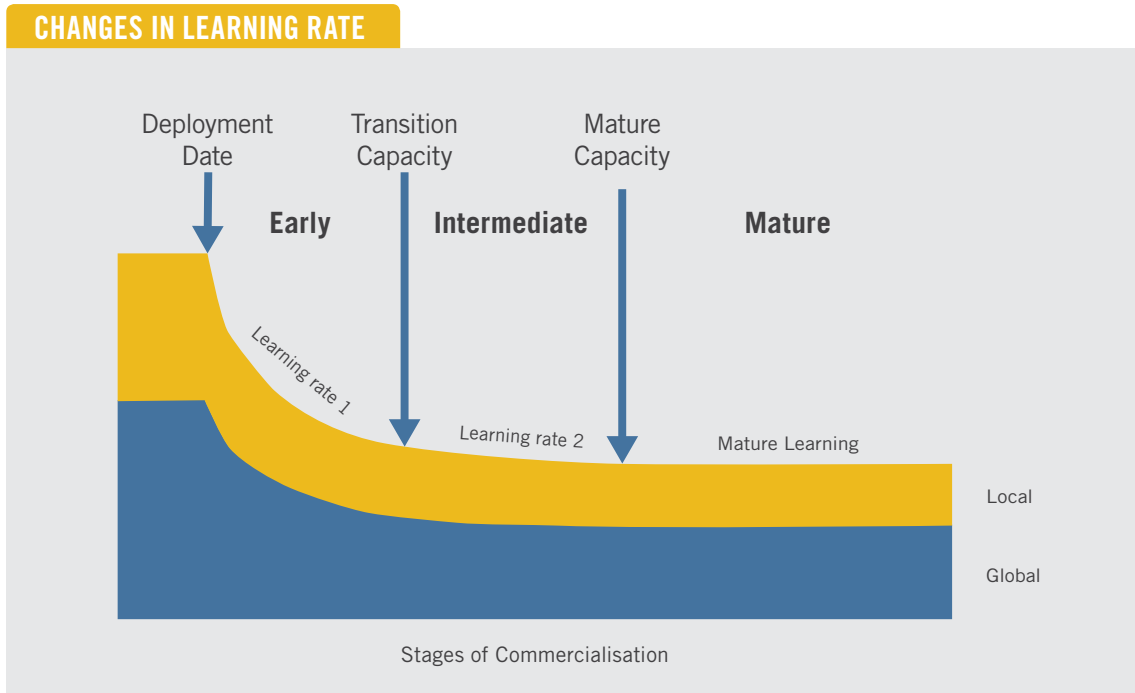 CHANGES IN LEARNING RATE
Deployment
Date
Transition
Capacity
Mature
Capacity
Early
Intermediate
Mature
Learning rate 1
Learning rate 2
Mature Learning
Local
Global
Stages of Commercialisation